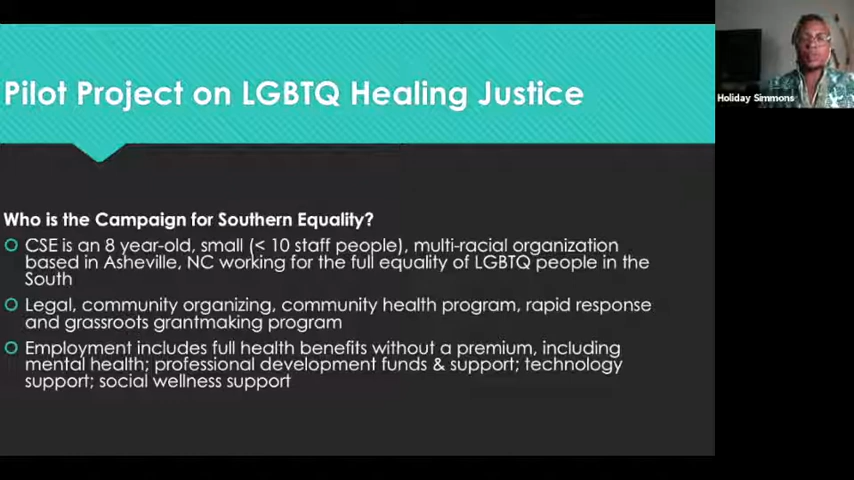 Pilot Project on LGBTQ Healing Justice
Holiday Simmons
Who is the Campaign for Southern Equality?
CSE is an 8 year-old, small (< 10 staff people), multi-racial organization
based in Asheville, NC working for the full equality of LGBTQ people in the
South
Legal, community organizing, community health program, rapid response
and grassroots grantmaking program
Employment includes full health benefits without a premium, including
mental health; professional development funds & support; technology
support; social wellness support